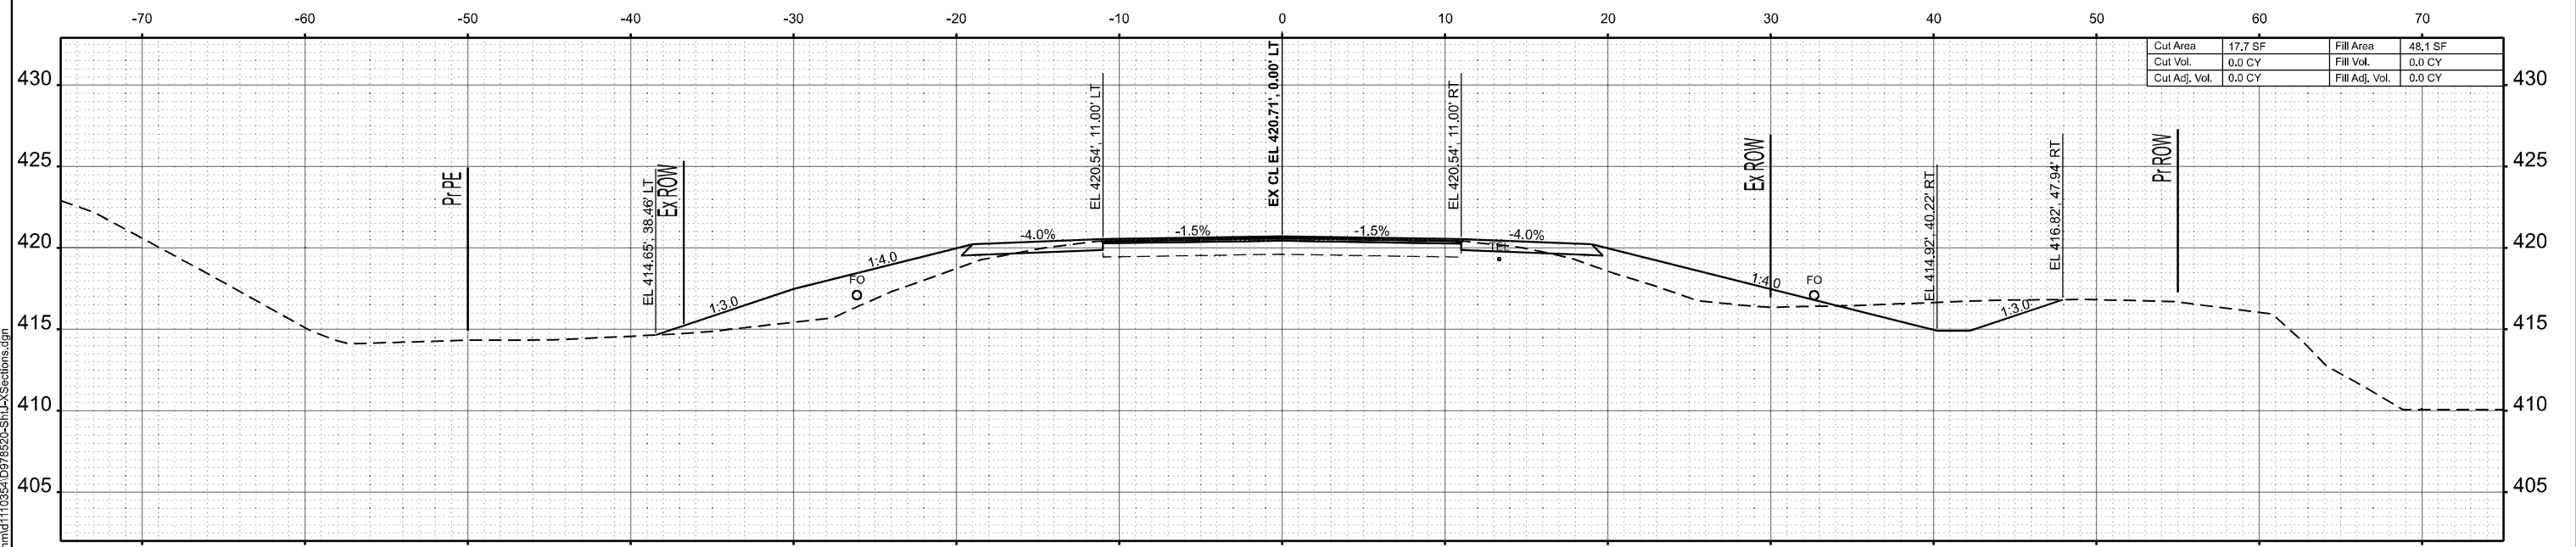 -70 -60 -50 -40 -30 -20 -10 0 10 20 30 40 50 60 70
Cut Area 17.7 SF Fill Area 48.1 SF
Cut Vol. 0.0 CY Fill Vol. 0.0 CY
Cut Adj. Vol. 0.0 CY Fill Adj. Vol. 0.0 CY
430 430
425 425
420 420
415 415
410 410
405 405
Pr PE
EL 414.65', 38.46' LT
Ex ROW
EL 420.54', 11.00' LT
EX CL EL 420.71', 0.00' LT
EL 420.54', 11.00' RT
Ex ROW
EL 414.92', 40.22' RT
EL 416.82', 47.94' RT
Pr ROW
-4.0% -1.5% -1.5% -4.0%
1:4.0
1:3.0
FO
1:4.0
FO
1:3.0